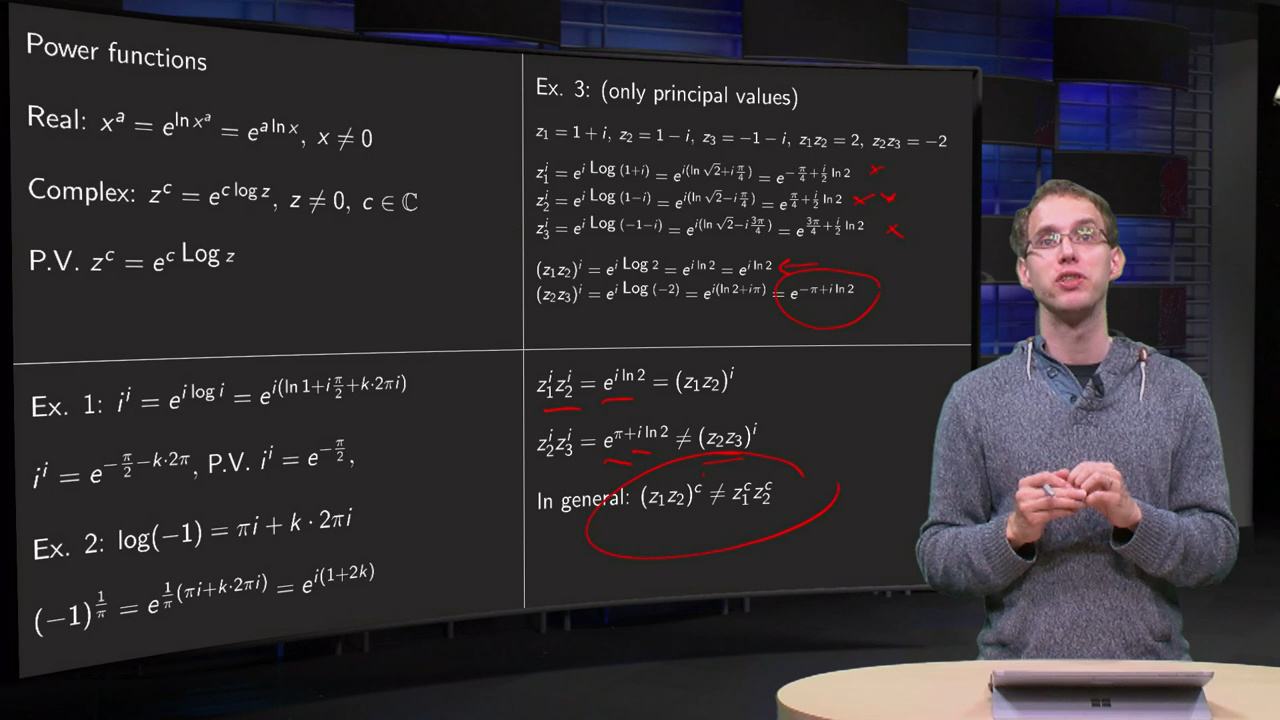 Power functions
Real: x^a = e^{ln x^a} = e^{a ln x}, x ≠ 0
Complex: z^c = e^{c log z}, z ≠ 0, c ∈ ℂ
P.V. z^c = e^{c Log z}
Ex. 3: (only principal values)
z_1 = 1 + i, z_2 = 1 − i, z_3 = −1 − i, z_1z_2 = 2, z_2z_3 = −2
z_1^i = e^{i Log (1+i)} = e^{i(ln √2+i π/4)} = e^{−π/4 + i/2 ln 2}
z_2^i = e^{i Log (1−i)} = e^{i(ln √2−i π/4)} = e^{π/4 + i/2 ln 2}
z_3^i = e^{i Log (−1−i)} = e^{i(ln √2−i 3π/4)} = e^{3π/4 + i/2 ln 2}
(z_1z_2)^i = e^{i Log 2} = e^{i ln 2} = e^{i ln 2}
(z_2z_3)^i = e^{i Log (−2)} = e^{i(ln 2+iπ)} = e^{−π+i ln 2}
Ex. 1: i^i = e^{i log i} = e^{i(ln 1+i π/2 +k·2πi)}
i^i = e^{−π/2 −k·2π}, P.V. i^i = e^{−π/2},
Ex. 2: log(−1) = πi + k · 2πi
(−1)^{1/π} = e^{1/π (πi+k·2πi)} = e^{i(1+2k)}
z_1^i z_2^i = e^{i ln 2} = (z_1z_2)^i
z_2^i z_3^i = e^{π+i ln 2} ≠ (z_2z_3)^i
In general: (z_1z_2)^c ≠ z_1^c z_2^c